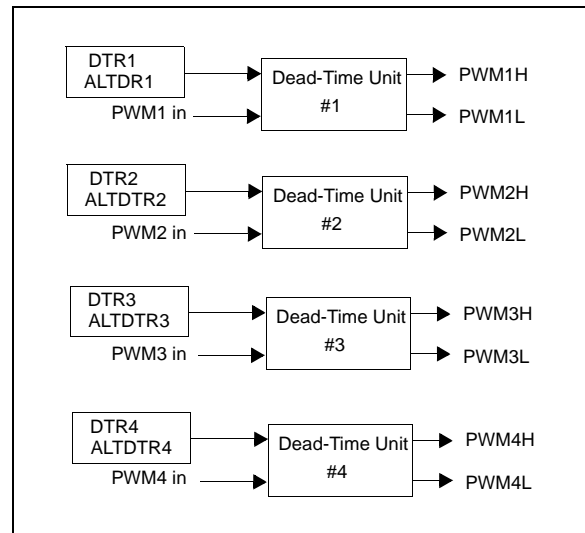 DTR1
ALTDR1
Dead-Time Unit
#1
PWM1H
PWM1 in
PWM1L
DTR2
ALTDTR2
Dead-Time Unit
#2
PWM2H
PWM2 in
PWM2L
DTR3
ALTDTR3
Dead-Time Unit
#3
PWM3H
PWM3 in
PWM3L
DTR4
ALTDTR4
Dead-Time Unit
#4
PWM4H
PWM4 in
PWM4L